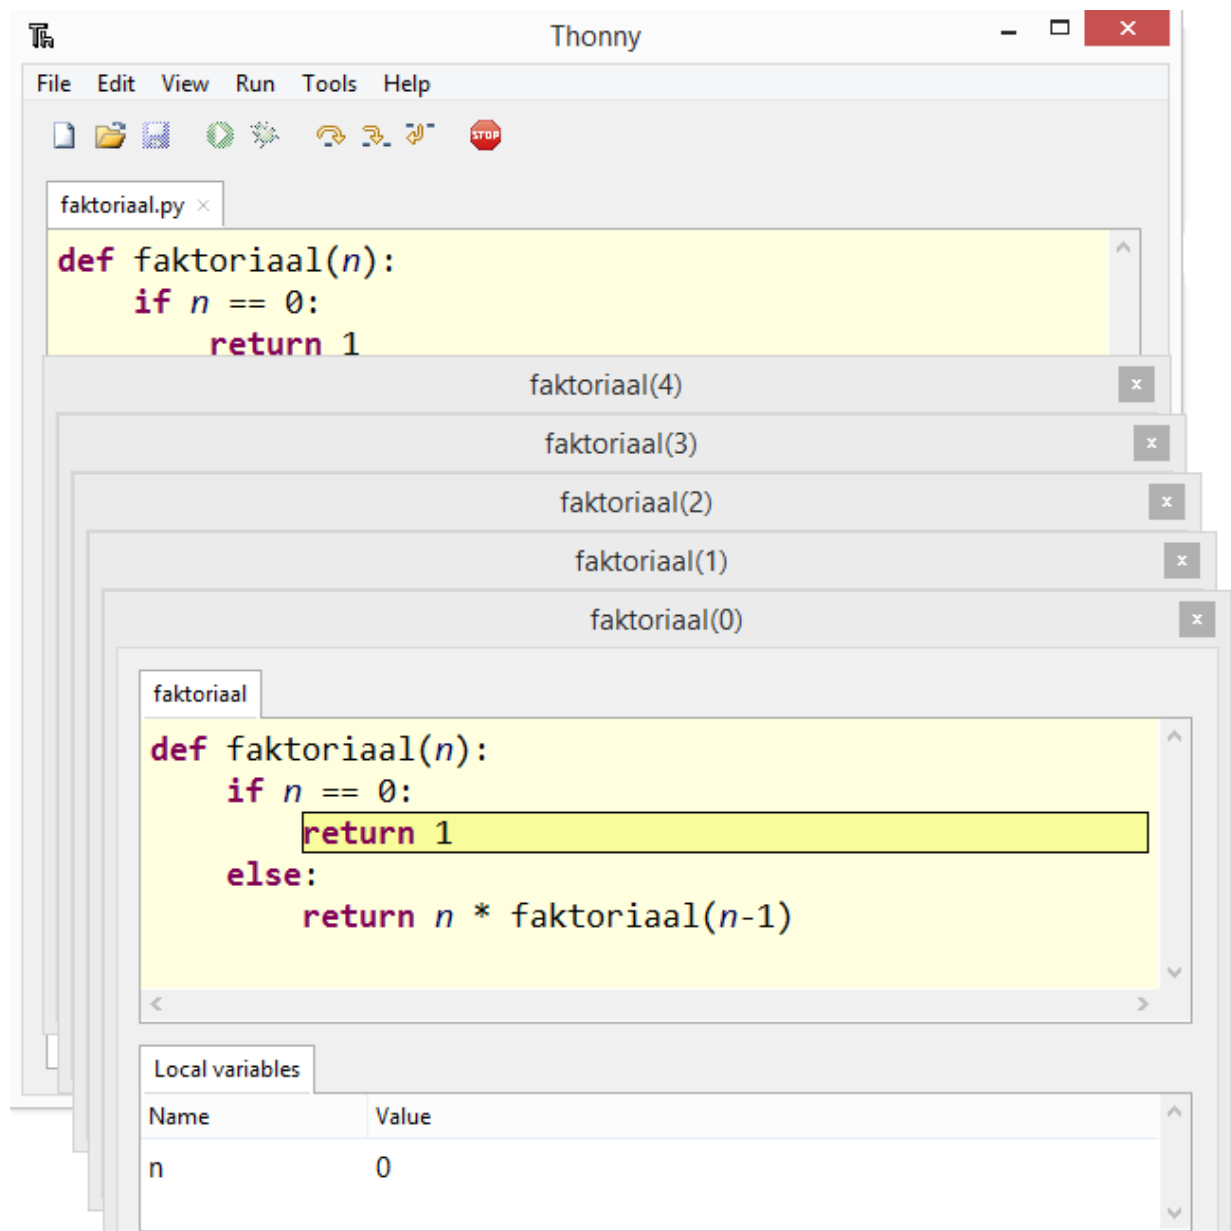 Th Thonny
File Edit View Run Tools Help
STOP
faktoriaal.py
def faktoriaal(n):
    if n == 0:
        return 1
faktoriaal(4)
faktoriaal(3)
faktoriaal(2)
faktoriaal(1)
faktoriaal(0)
faktoriaal
def faktoriaal(n):
    if n == 0:
        return 1
    else:
        return n * faktoriaal(n-1)
Local variables
Name Value
n 0